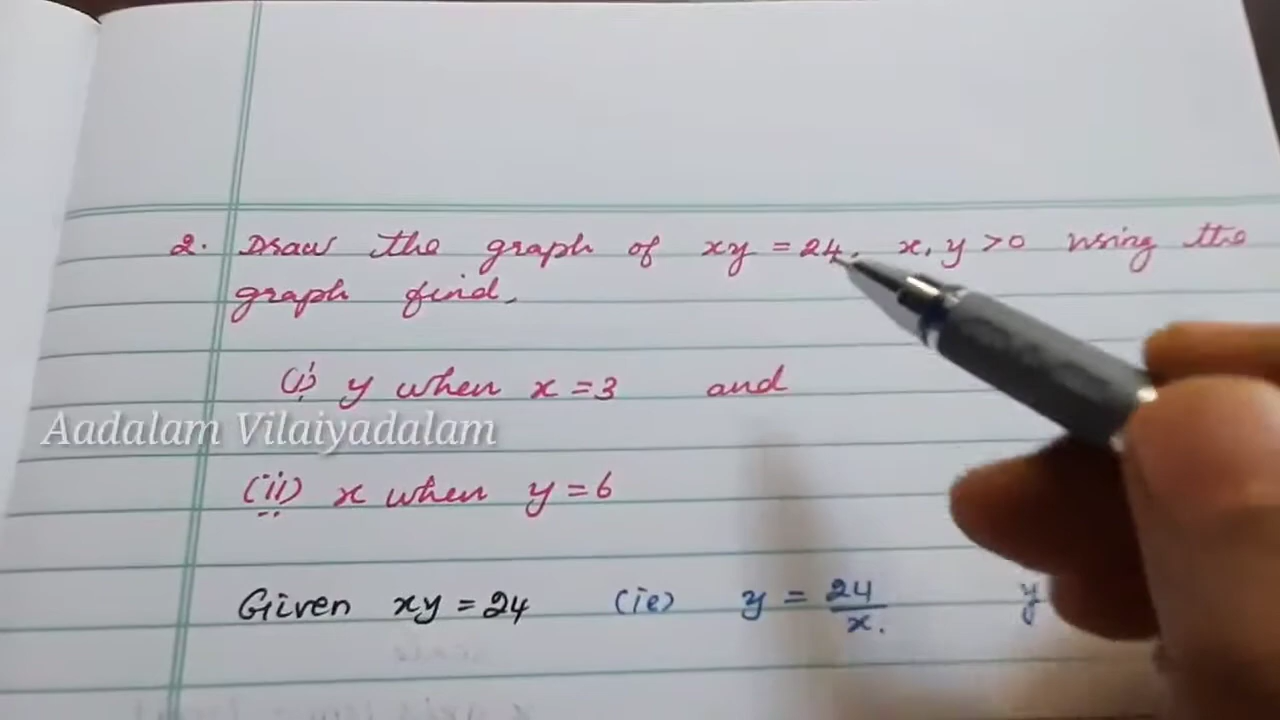 2. Draw the graph of xy = 24, x, y > 0 using the
graph find,
(i) y when x = 3 and
Aadalam Vilaiyadalam
(ii) x when y = 6
Given xy = 24 (ie) y = 24/x. y